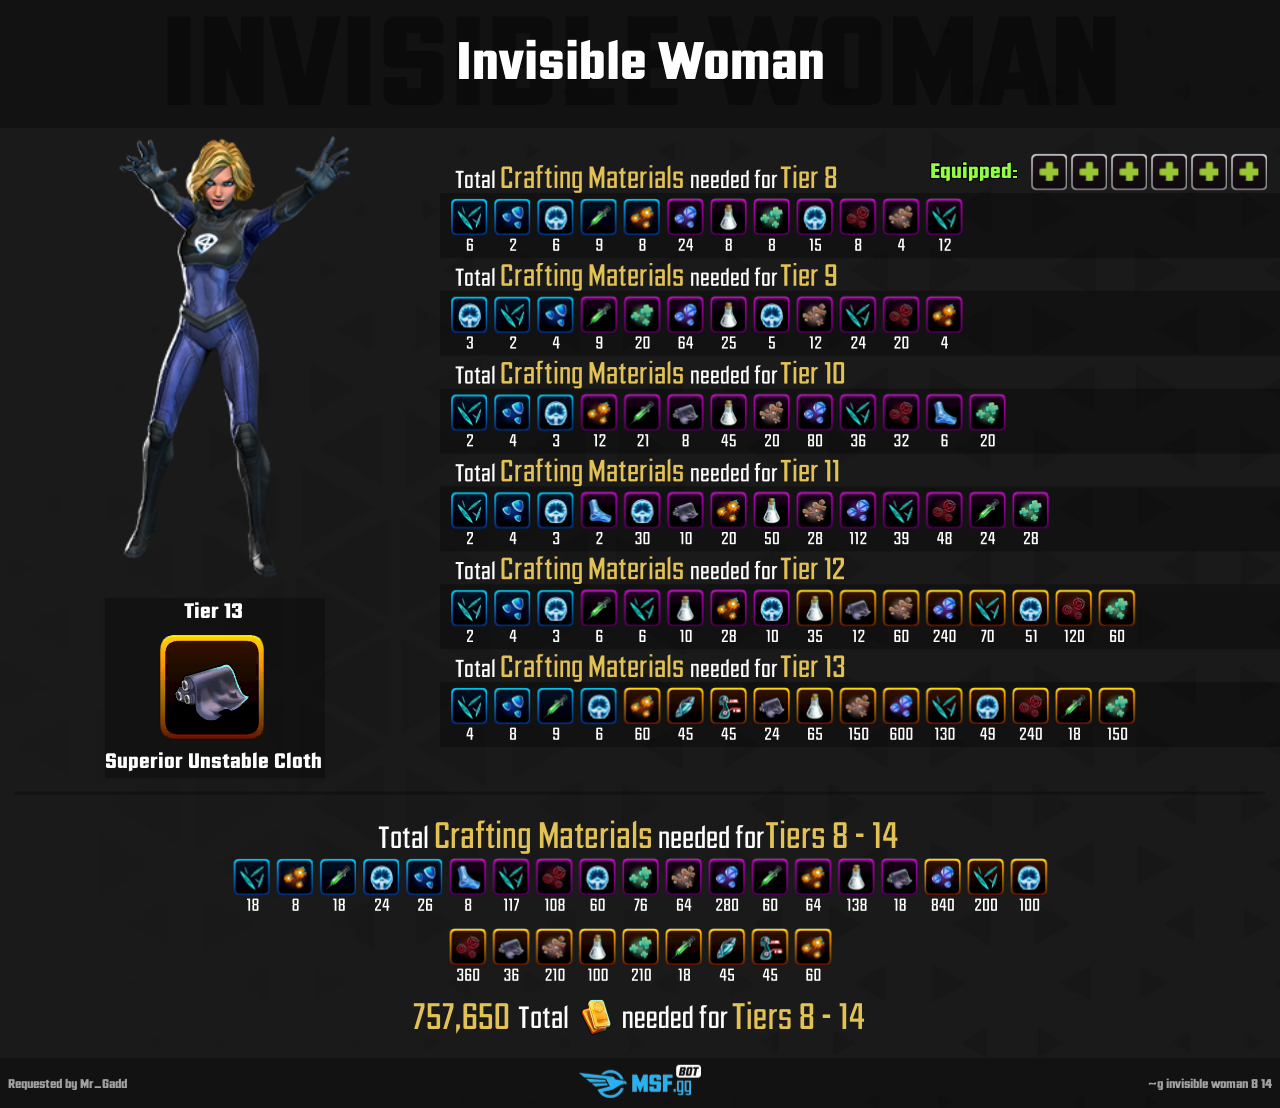 INVISIBLE WOMAN
Invisible Woman
Equipped:
Total Crafting Materials needed for Tier 8
6 2 6 9 8 24 8 8 15 8 4 12
Total Crafting Materials needed for Tier 9
3 2 4 9 20 64 25 5 12 24 20 4
Total Crafting Materials needed for Tier 10
2 4 3 12 21 8 45 20 80 36 32 6 20
Total Crafting Materials needed for Tier 11
2 4 3 2 30 10 20 50 28 112 39 48 24 28
Total Crafting Materials needed for Tier 12
2 4 3 6 6 10 28 10 35 12 60 240 70 51 120 60
Total Crafting Materials needed for Tier 13
4 8 9 6 60 45 45 24 65 150 600 130 49 240 18 150
Tier 13
Superior Unstable Cloth
Total Crafting Materials needed for Tiers 8 - 14
18 8 18 24 26 8 117 108 60 76 64 280 60 64 138 18 840 200 100
360 36 210 100 210 18 45 45 60
757,650 Total needed for Tiers 8 - 14
Requested by Mr_Gadd
MSF.gg BOT
~g invisible woman 8 14